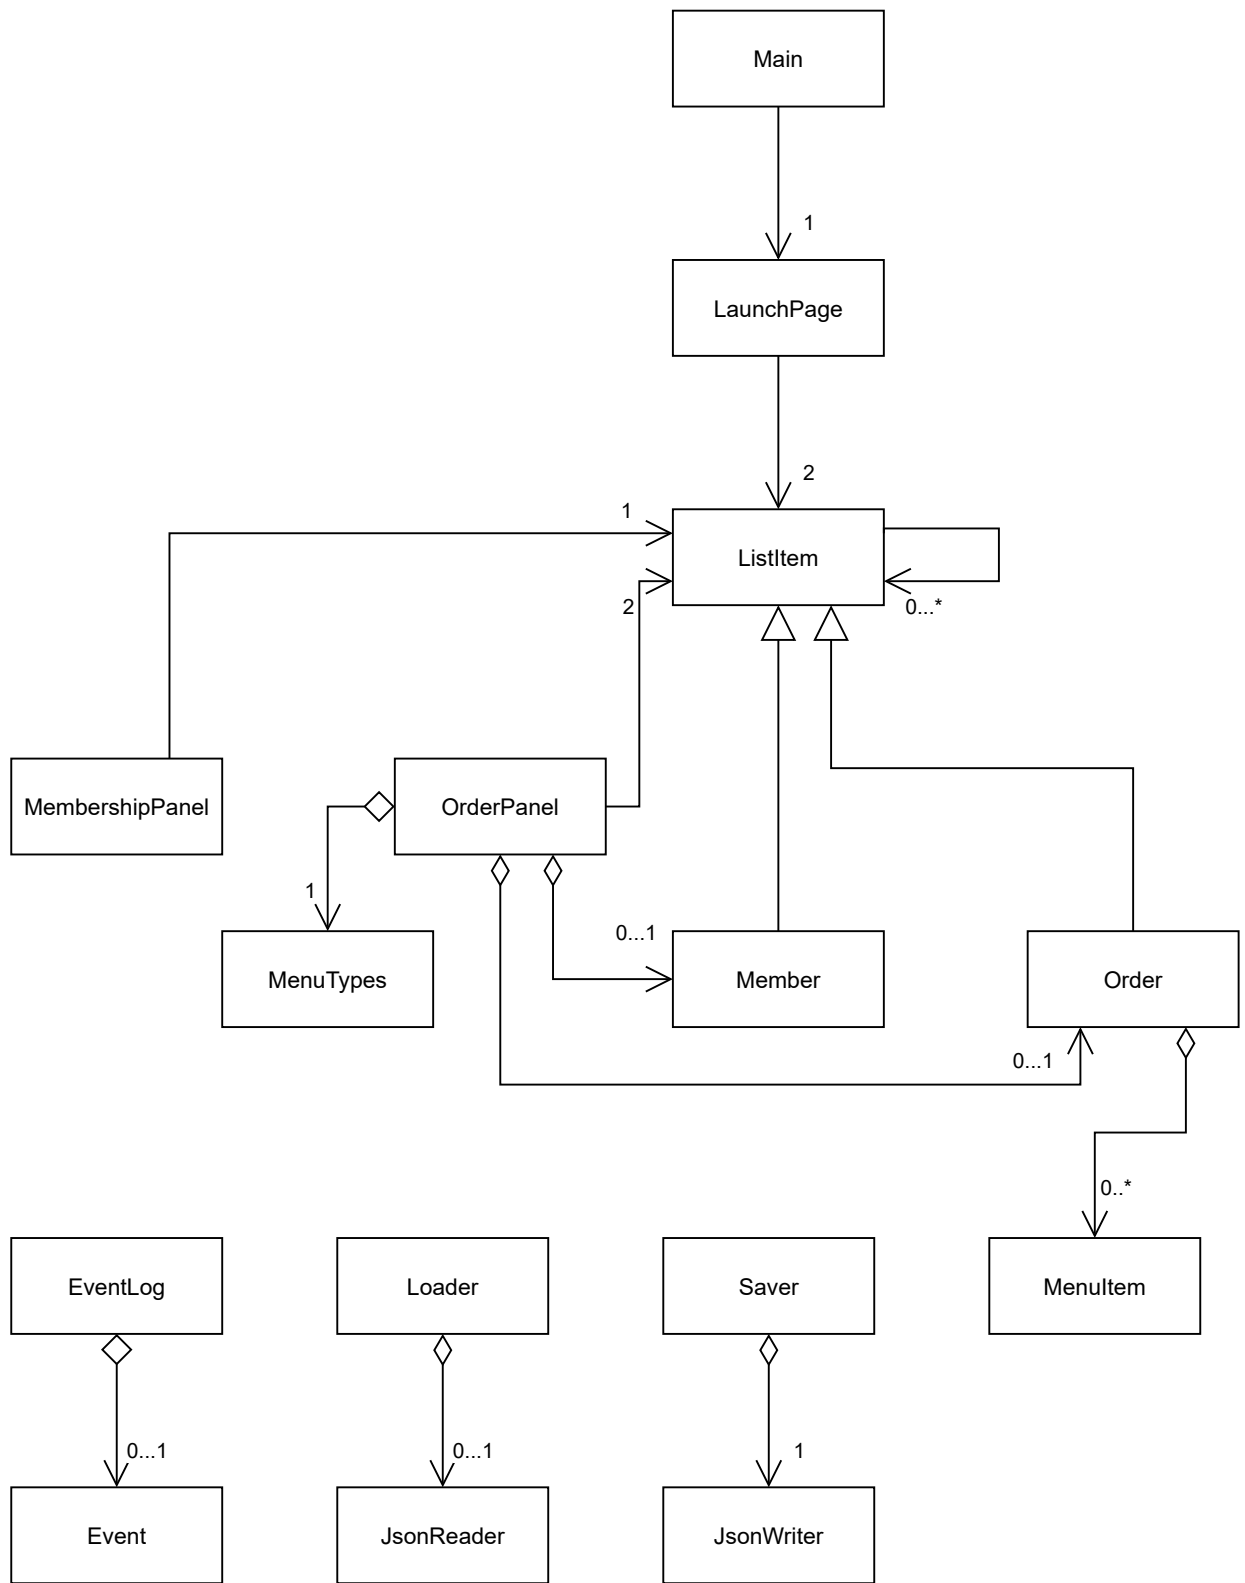 Main
1
LaunchPage
2
1
ListItem
2
0...*
MembershipPanel
OrderPanel
1
0...1
MenuTypes
Member
Order
0...1
0..*
EventLog
Loader
Saver
MenuItem
0...1
0...1
1
Event
JsonReader
JsonWriter